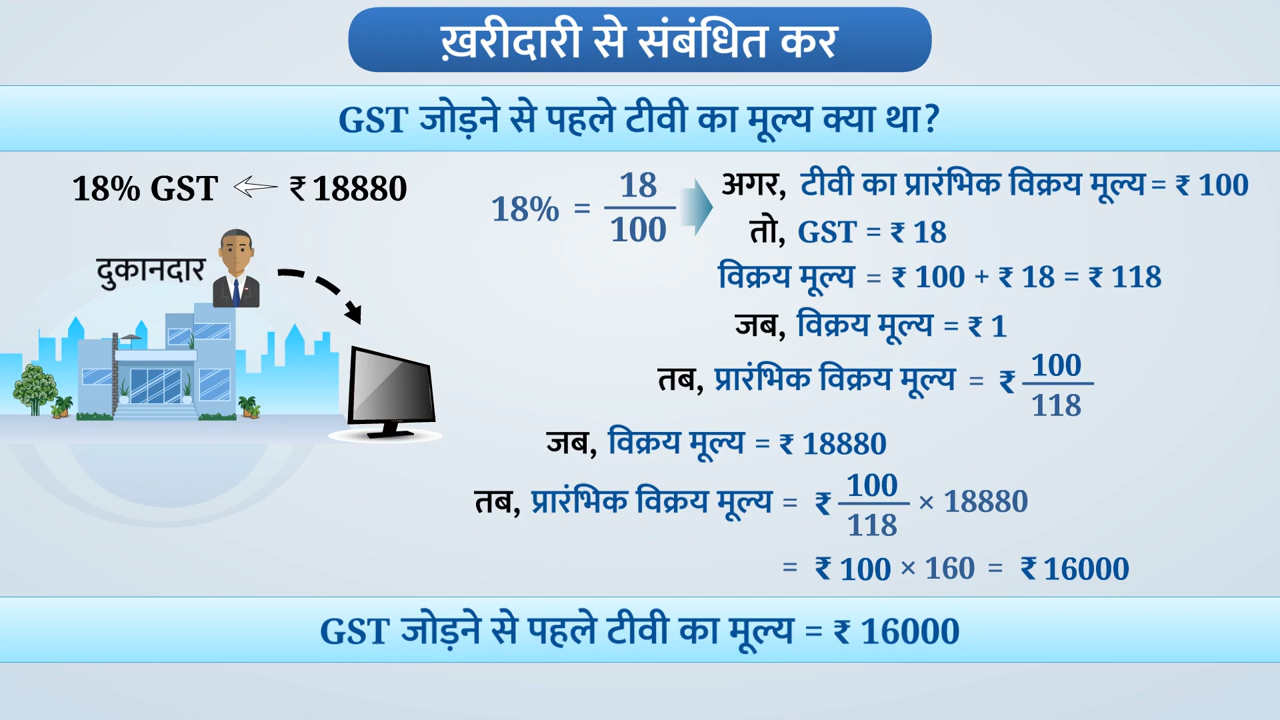 ख़रीदारी से संबंधित कर
GST जोड़ने से पहले टीवी का मूल्य क्या था?
18% GST ⟵ ₹ 18880
दुकानदार
18% = 18/100
अगर, टीवी का प्रारंभिक विक्रय मूल्य = ₹ 100
तो, GST = ₹ 18
विक्रय मूल्य = ₹ 100 + ₹ 18 = ₹ 118
जब, विक्रय मूल्य = ₹ 1
तब, प्रारंभिक विक्रय मूल्य = ₹ 100/118
जब, विक्रय मूल्य = ₹ 18880
तब, प्रारंभिक विक्रय मूल्य = ₹ 100/118 × 18880
= ₹ 100 × 160 = ₹ 16000
GST जोड़ने से पहले टीवी का मूल्य = ₹ 16000